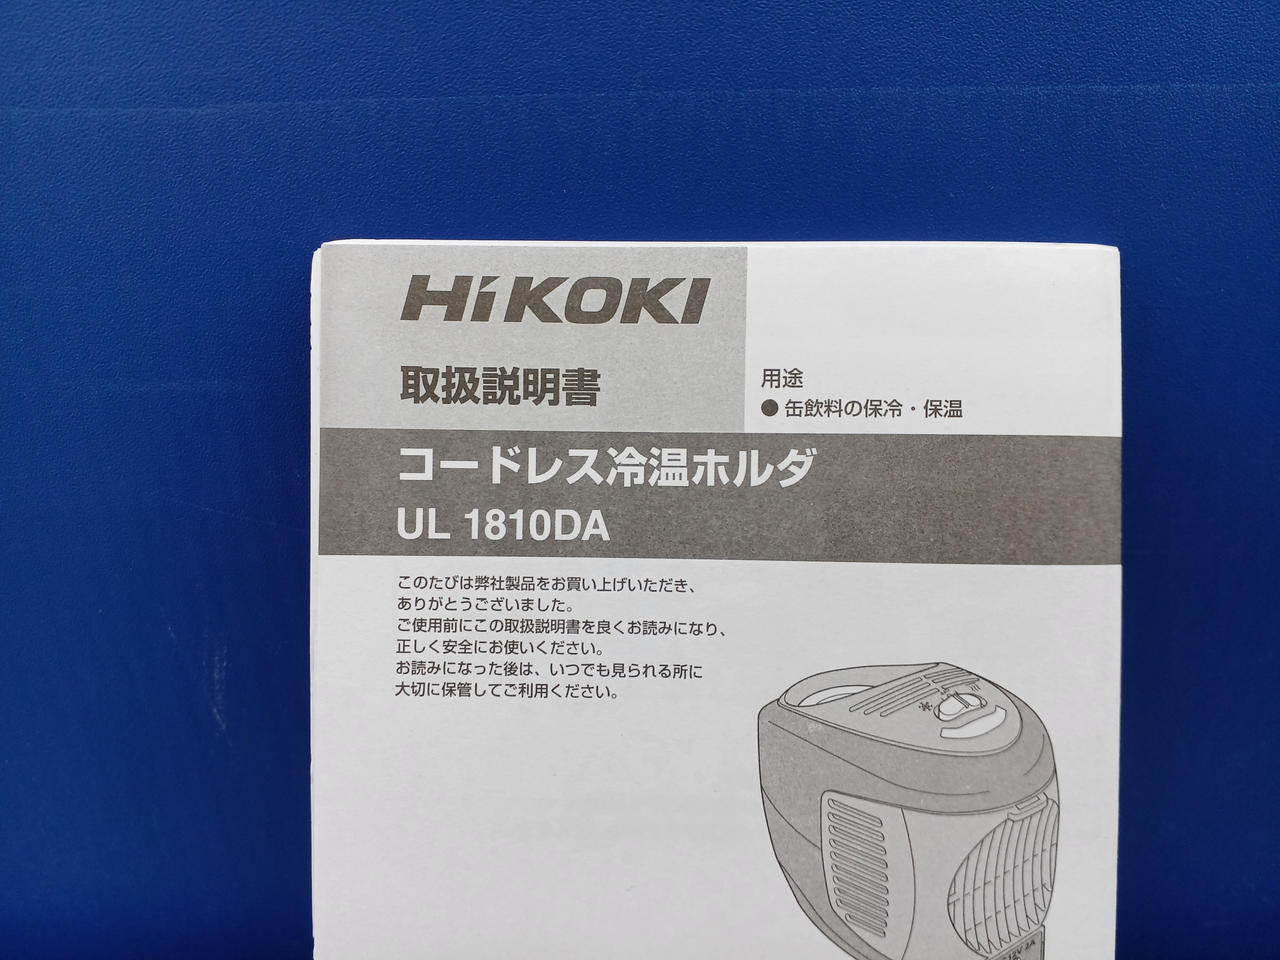 HiKOKI
取扱説明書
用途
● 缶飲料の保冷・保温
コードレス冷温ホルダ
UL 1810DA
このたびは弊社製品をお買い上げいただき、
ありがとうございました。
ご使用前にこの取扱説明書を良くお読みになり、
正しく安全にお使いください。
お読みになった後は、いつでも見られる所に
大切に保管してご利用ください。
12V 2A